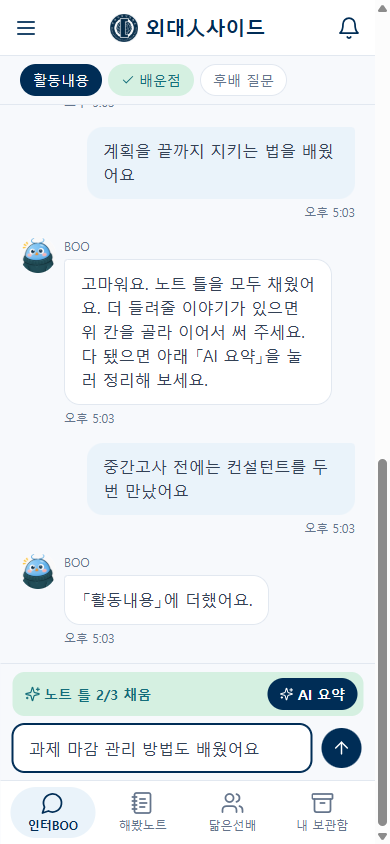 외대人사이드
활동내용
배운점
후배 질문
오후 5:03
계획을 끝까지 지키는 법을 배웠
어요
오후 5:03
BOO
고마워요. 노트 틀을 모두 채웠어
요. 더 들려줄 이야기가 있으면
위 칸을 골라 이어서 써 주세요.
다 됐으면 아래 「AI 요약」을 눌
러 정리해 보세요.
오후 5:03
중간고사 전에는 컨설턴트를 두
번 만났어요
오후 5:03
BOO
「활동내용」에 더했어요.
오후 5:03
노트 틀 2/3 채움
AI 요약
과제 마감 관리 방법도 배웠어요
인터BOO
해봤노트
닮은선배
내 보관함